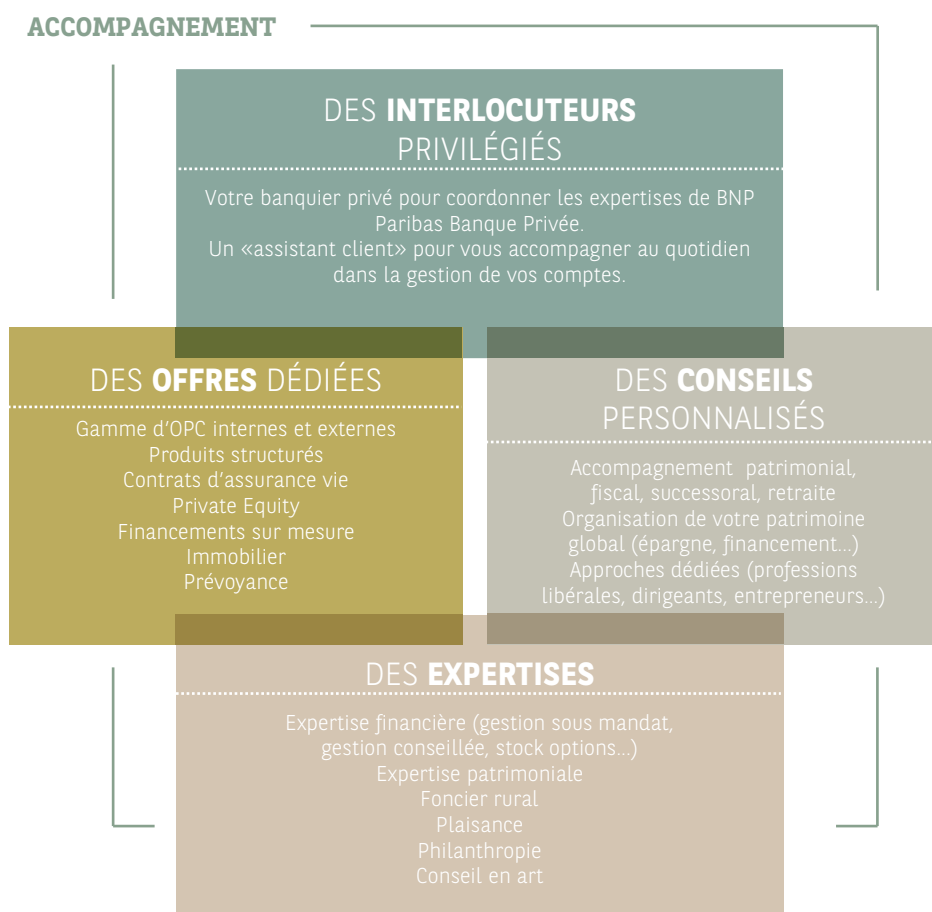 ACCOMPAGNEMENT
DES INTERLOCUTEURS
PRIVILÉGIÉS
Votre banquier privé pour coordonner les expertises de BNP
Paribas Banque Privée.
Un «assistant client» pour vous accompagner au quotidien
dans la gestion de vos comptes.
DES OFFRES DÉDIÉES
Gamme d'OPC internes et externes
Produits structurés
Contrats d'assurance vie
Private Equity
Financements sur mesure
Immobilier
Prévoyance
DES CONSEILS
PERSONNALISÉS
Accompagnement patrimonial,
fiscal, successoral, retraite
Organisation de votre patrimoine
global (épargne, financement...)
Approches dédiées (professions
libérales, dirigeants, entrepreneurs...)
DES EXPERTISES
Expertise financière (gestion sous mandat,
gestion conseillée, stock options...)
Expertise patrimoniale
Foncier rural
Plaisance
Philanthropie
Conseil en art